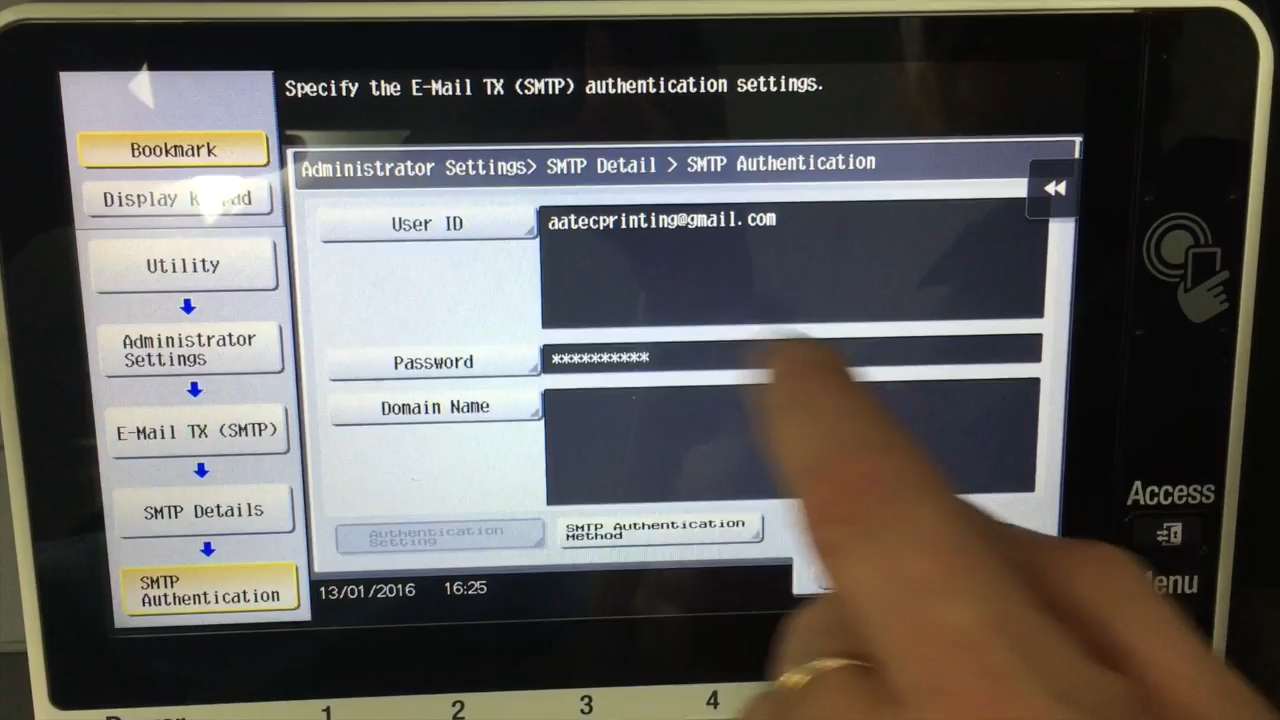 Specify the E-Mail TX (SMTP) authentication settings.
Bookmark
Display
Utility
Administrator
Settings
E-Mail TX (SMTP)
SMTP Details
SMTP
Authentication
Administrator Settings> SMTP Detail > SMTP Authentication
User ID
aatecprinting@gmail.com
Password
**********
Domain Name
Authentication
Setting
SMTP Authentication
Method
13/01/2016 16:25
Access
1 2 3 4